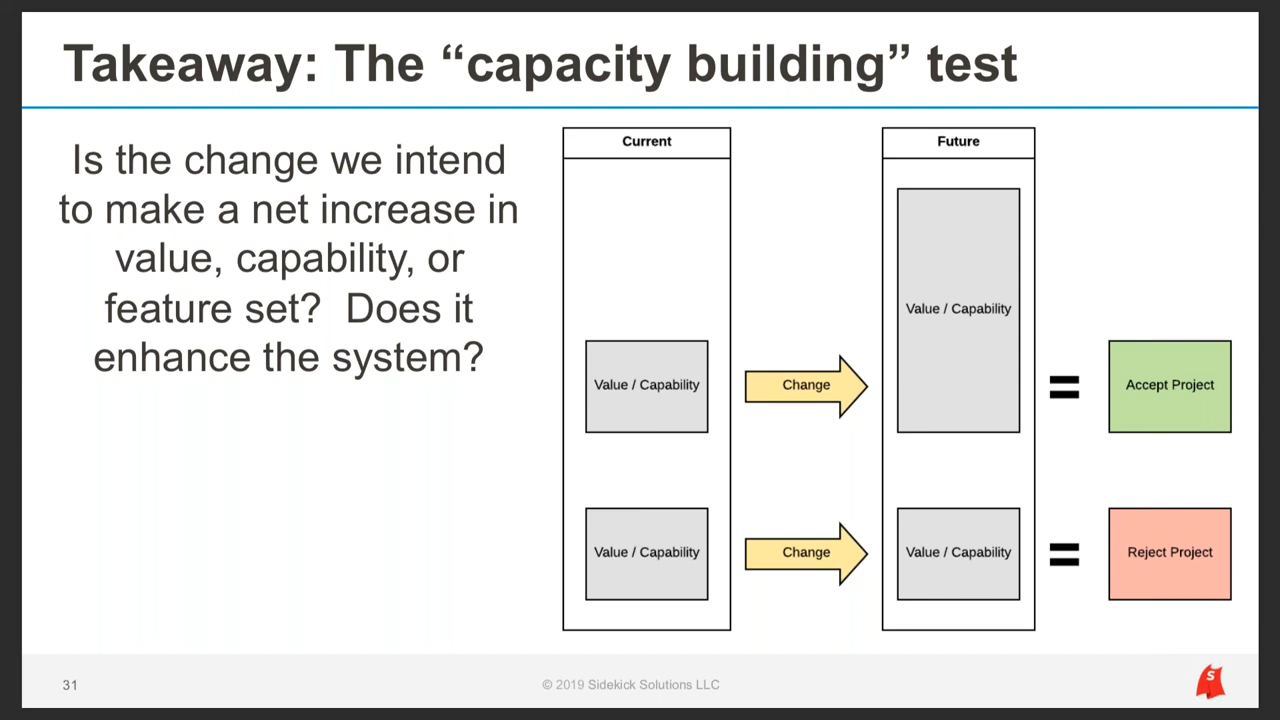 Takeaway: The “capacity building” test
Is the change we intend
to make a net increase in
value, capability, or
feature set?  Does it
enhance the system?
Current
Future
Value / Capability
Value / Capability
Change
Accept Project
Value / Capability
Change
Value / Capability
Reject Project
31
© 2019 Sidekick Solutions LLC
S